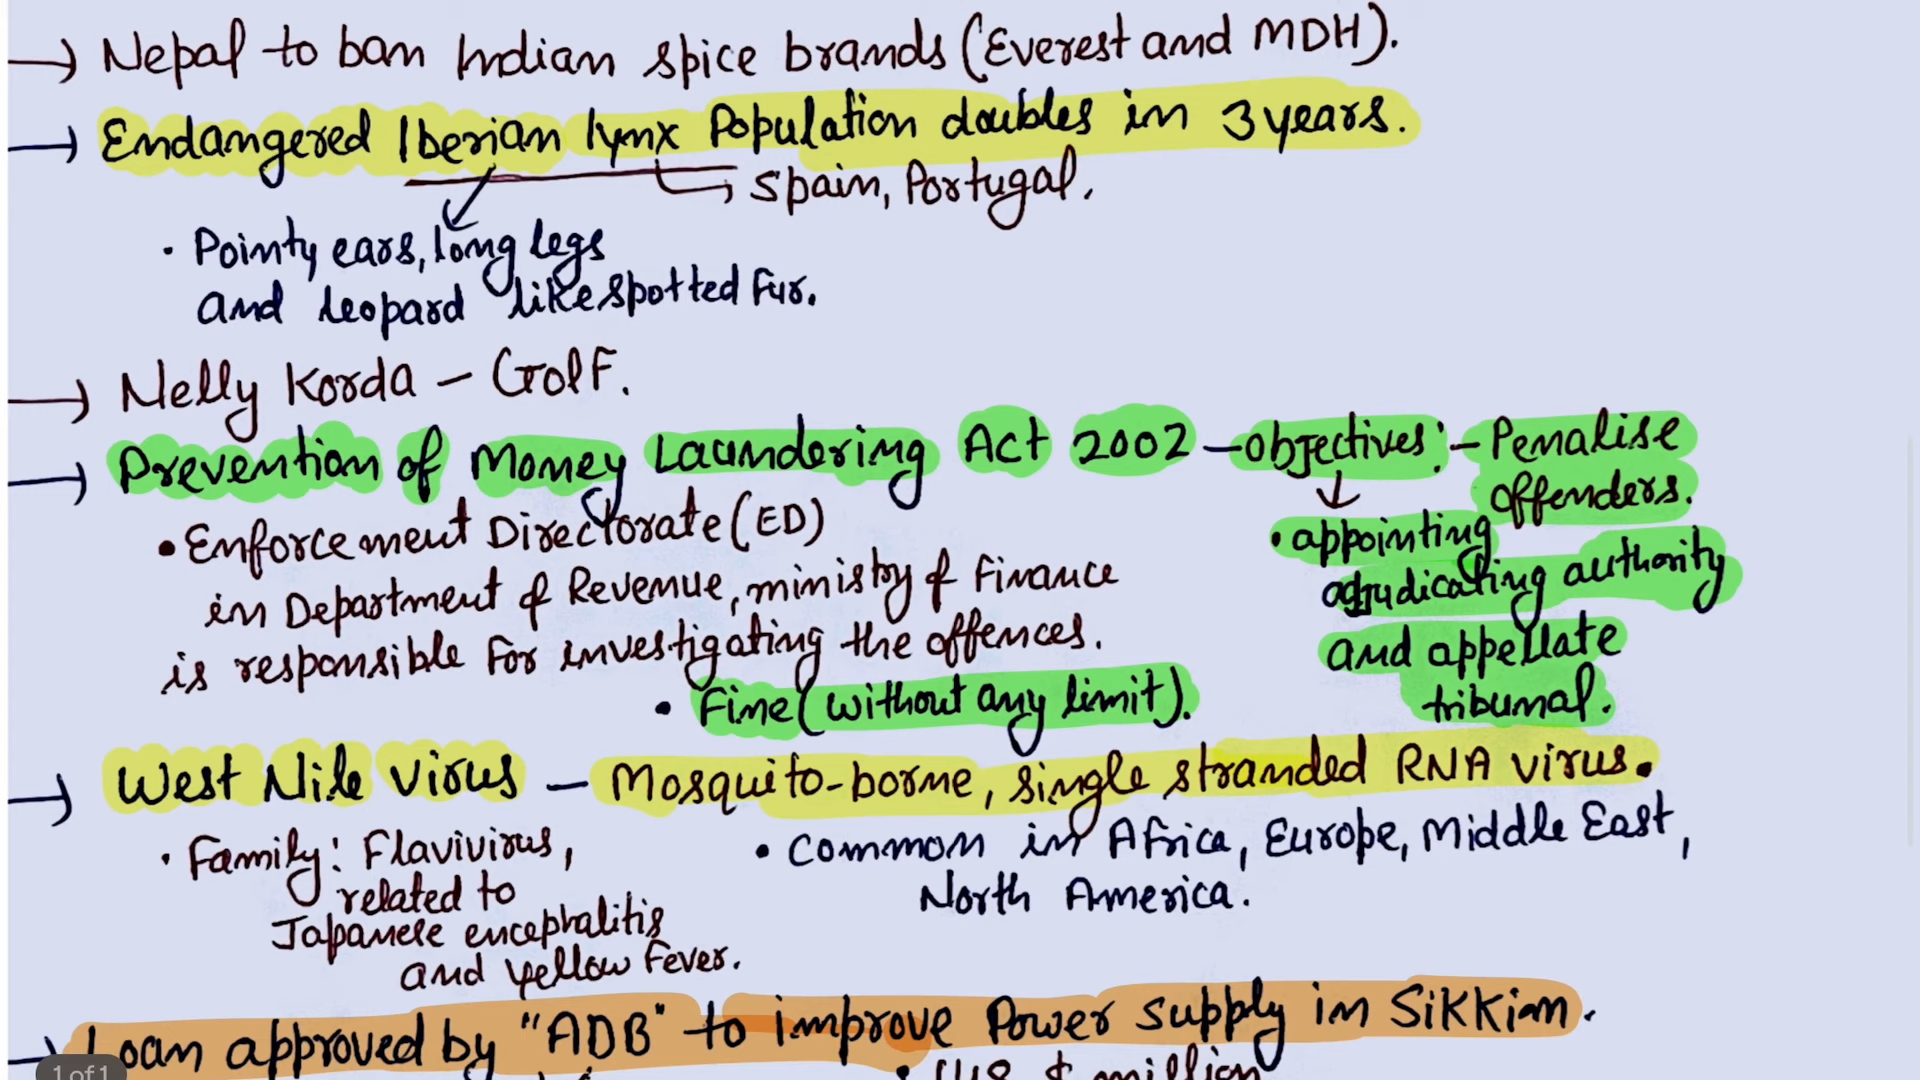 → Nepal to ban Indian spice brands (Everest and MDH).
→ Endangered Iberian lynx Population doubles in 3 years.
→ Spain, Portugal.
• Pointy ears, long legs
and leopard like spotted fur.
→ Nelly Korda – Golf.
→ Prevention of Money Laundering Act 2002 – objectives: – Penalise
offenders.
• Enforcement Directorate (ED)
in Department of Revenue, ministry of Finance
is responsible for investigating the offences.
• Fine (without any limit).
• appointing
adjudicating authority
and appellate
tribunal.
→ West Nile Virus – Mosquito-borne, single stranded RNA virus.
• Family: Flavivirus,
related to
Japanese encephalitis
and yellow fever.
• Common in Africa, Europe, Middle East,
North America.
→ Loan approved by "ADB" to improve Power supply in Sikkim.
$ million
1 of 1